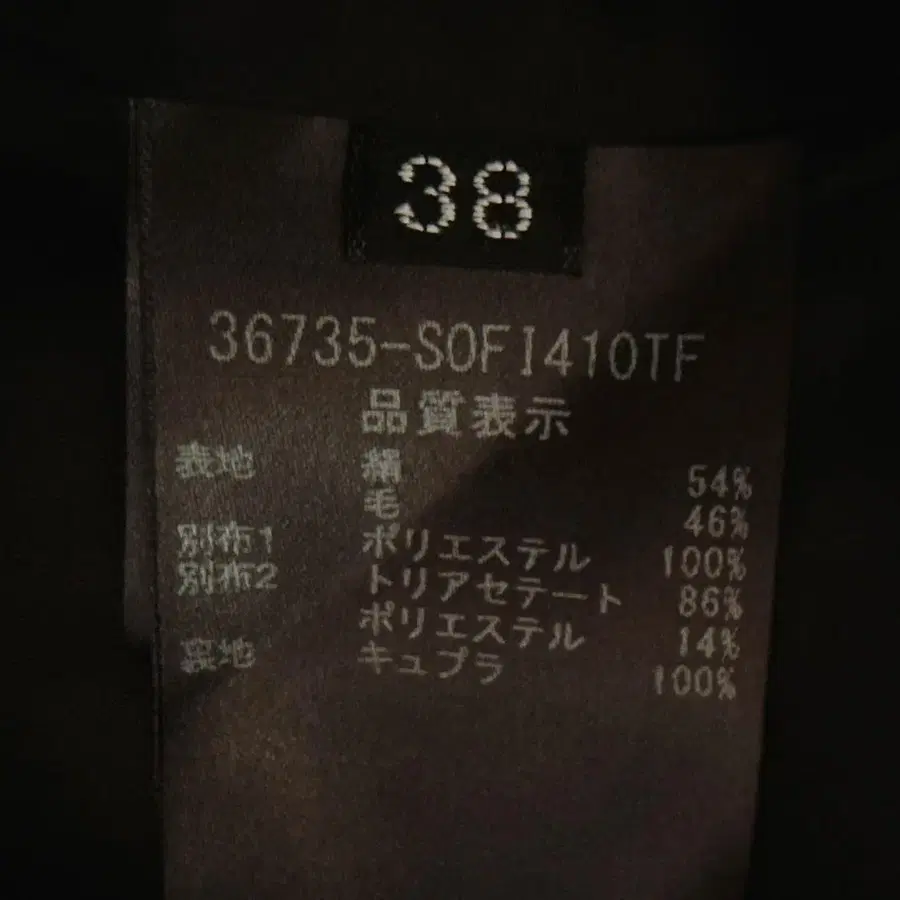 38
36735-SOFI410TF
品質表示
表地 絹 54%
毛 46%
別布1 ポリエステル 100%
別布2 トリアセテート 86%
ポリエステル 14%
裏地 キュプラ 100%